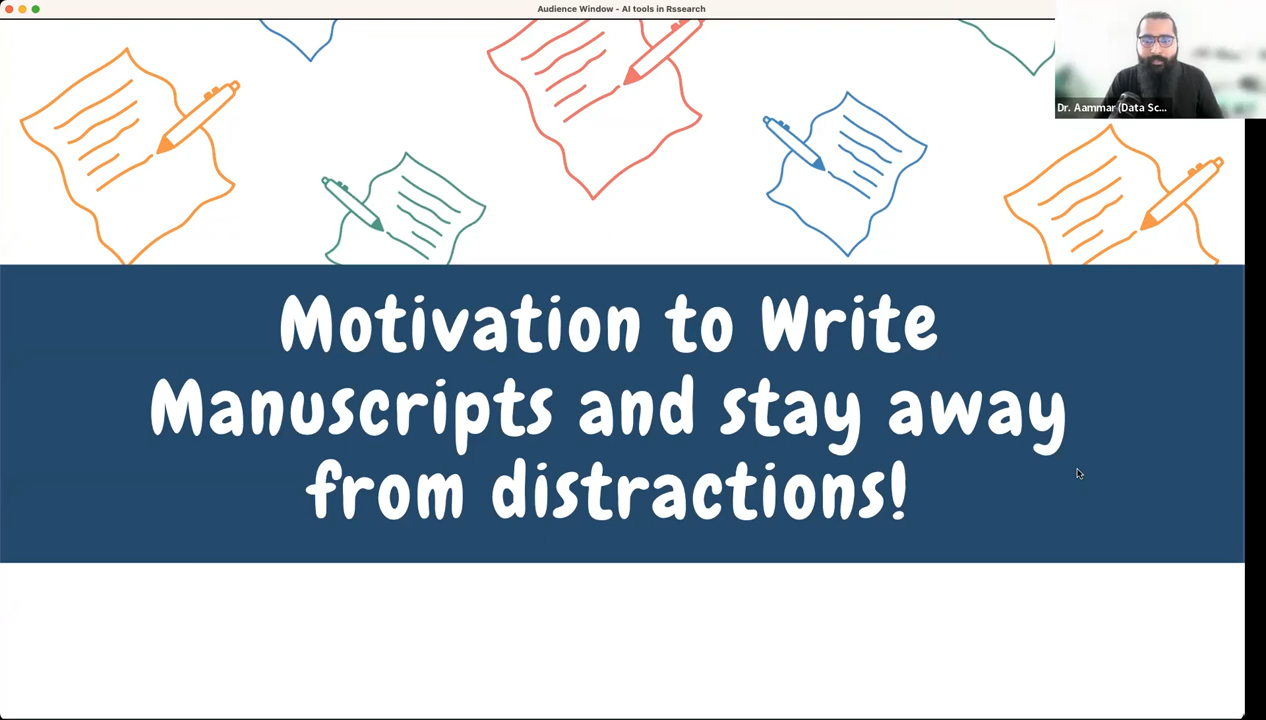 Audience Window - AI tools in Rssearch
Dr. Aammar (Data Sc...
Motivation to Write
Manuscripts and stay away
from distractions!